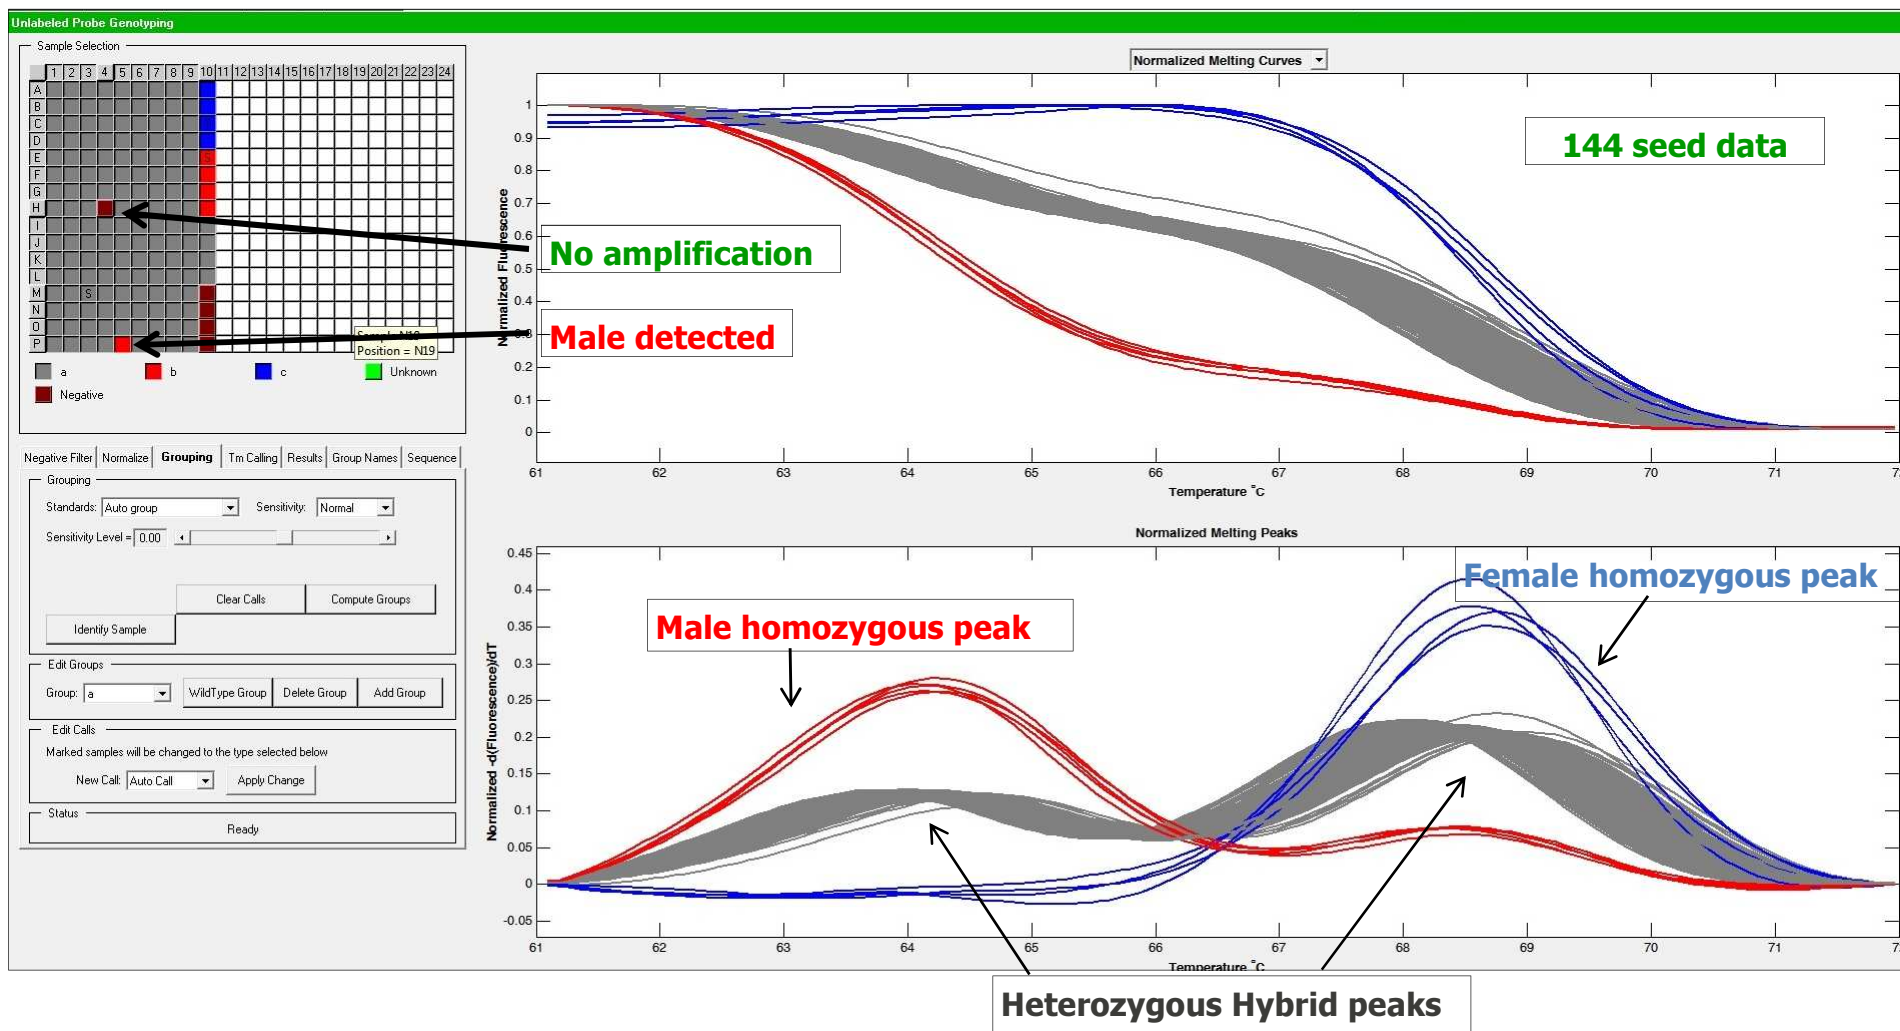 Unlabeled Probe Genotyping
Sample Selection
1 2 3 4 5 6 7 8 9 10 11 12 13 14 15 16 17 18 19 20 21 22 23 24
A
B
C
D
E S
F
G
H
I
J
K
L
M S
N
O
P
Position = N19
a b c Unknown
Negative
No amplification
Male detected
Negative Filter Normalize Grouping Tm Calling Results Group Names Sequence
Grouping
Standards: Auto group Sensitivity: Normal
Sensitivity Level = 0.00
Clear Calls Compute Groups
Identify Sample
Edit Groups
Group: a WildType Group Delete Group Add Group
Edit Calls
Marked samples will be changed to the type selected below
New Call: Auto Call Apply Change
Status
Ready
Normalized Melting Curves
144 seed data
Normalized Fluorescence
1
0.9
0.8
0.7
0.6
0.5
0.4
0.2
0.1
0
61 62 63 64 65 66 67 68 69 70 71
Temperature °C
Normalized Melting Peaks
Female homozygous peak
Male homozygous peak
Normalized -d(Fluorescence)/dT
0.45
0.4
0.35
0.3
0.25
0.2
0.15
0.1
0.05
0
-0.05
61 62 63 64 65 66 67 68 69 70 71
Temperature °C
Heterozygous Hybrid peaks